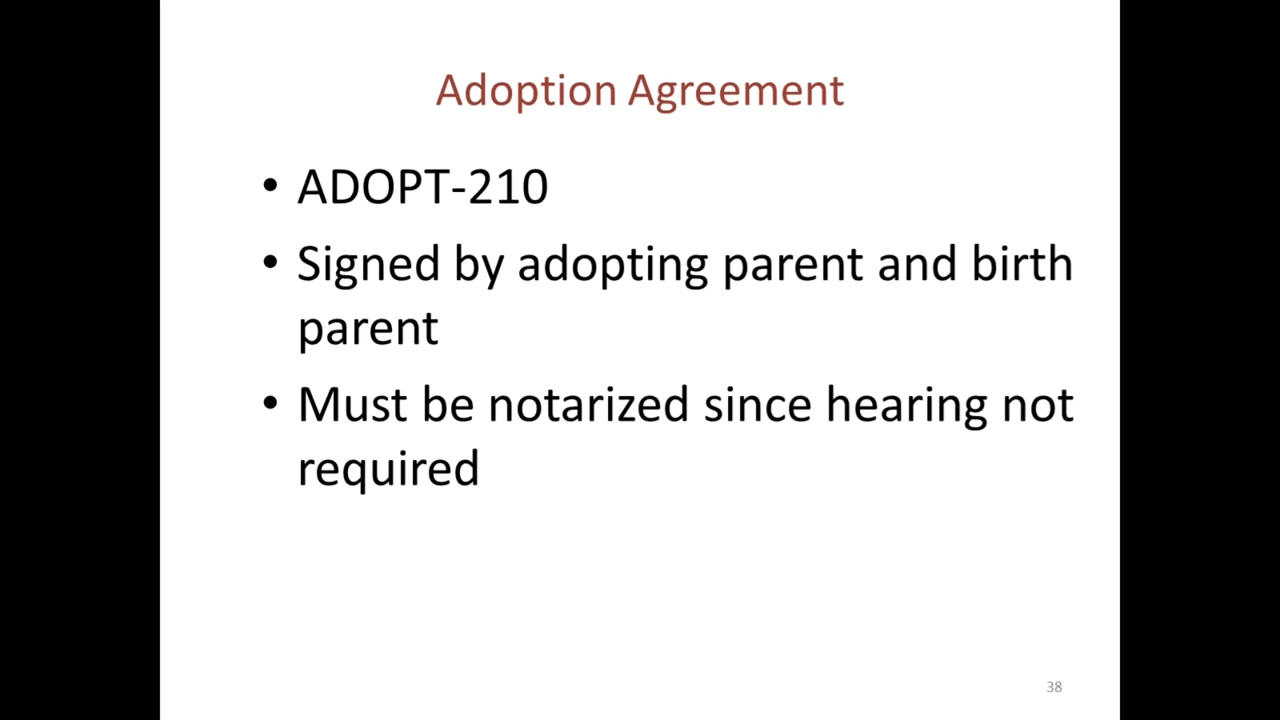 Adoption Agreement
• ADOPT-210
• Signed by adopting parent and birth
parent
• Must be notarized since hearing not
required
38